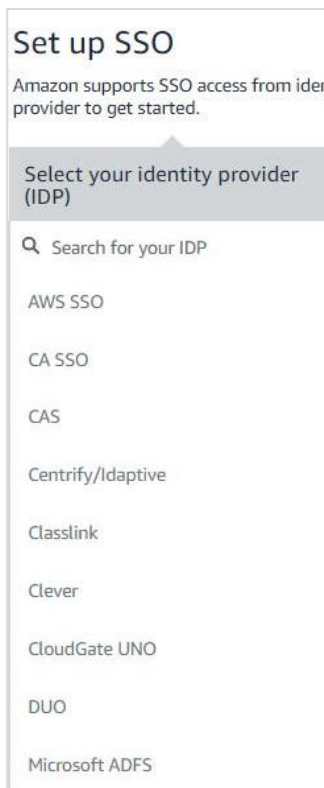 Set up SSO
Amazon supports SSO access from iden
provider to get started.
Select your identity provider
(IDP)
Search for your IDP
AWS SSO
CA SSO
CAS
Centrify/Idaptive
Classlink
Clever
CloudGate UNO
DUO
Microsoft ADFS